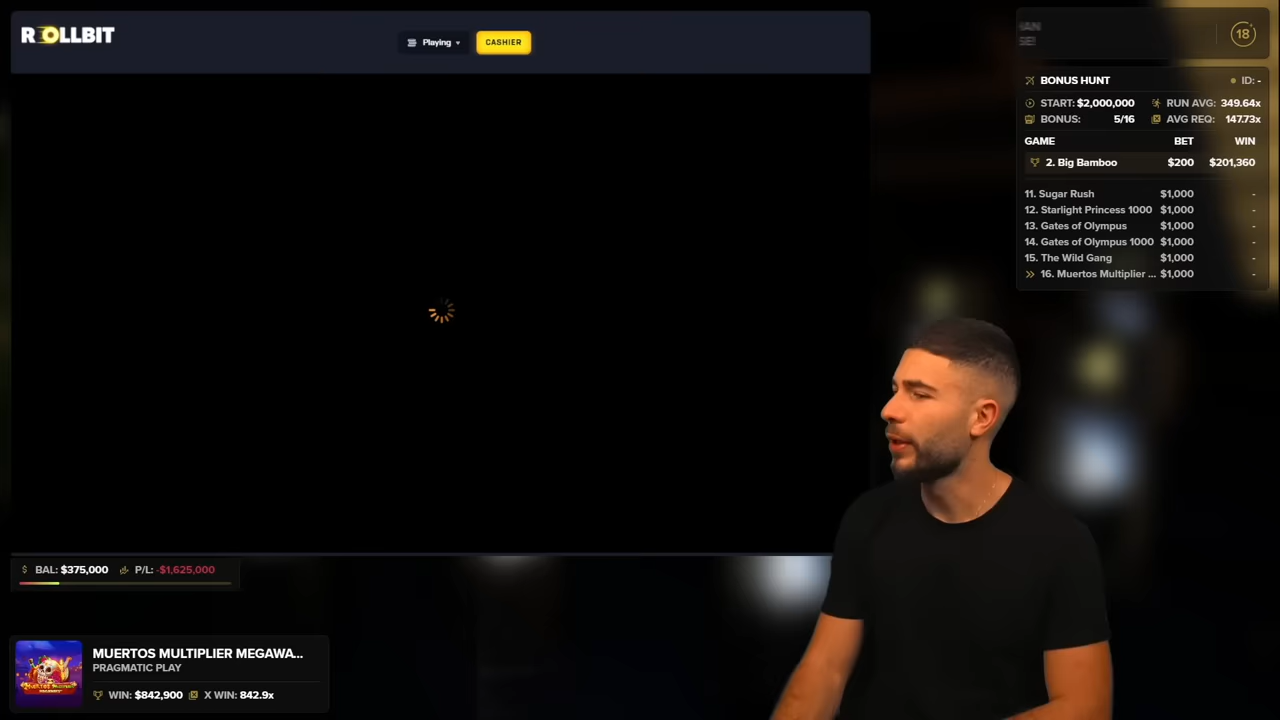 ROLLBIT
Playing
CASHIER
18+
BONUS HUNT
ID: -
START: $2,000,000
RUN AVG: 349.64x
BONUS: 5/16
AVG REQ: 147.73x
GAME BET WIN
2. Big Bamboo $200 $201,360
11. Sugar Rush $1,000 -
12. Starlight Princess 1000 $1,000 -
13. Gates of Olympus $1,000 -
14. Gates of Olympus 1000 $1,000 -
15. The Wild Gang $1,000 -
16. Muertos Multiplier ... $1,000 -
$ BAL: $375,000 P/L: -$1,625,000
MUERTOS MULTIPLIER MEGAWA...
PRAGMATIC PLAY
WIN: $842,900 X WIN: 842.9x